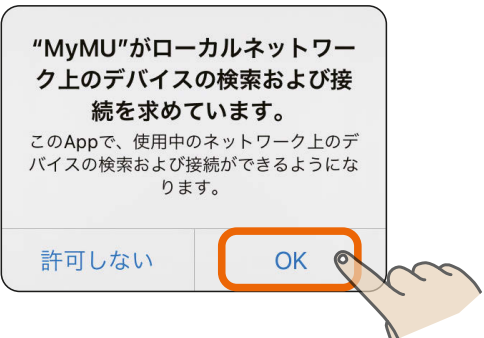 “MyMU”がローカルネットワー
ク上のデバイスの検索および接
続を求めています。
このAppで、使用中のネットワーク上のデ
バイスの検索および接続ができるようにな
ります。
許可しない
OK